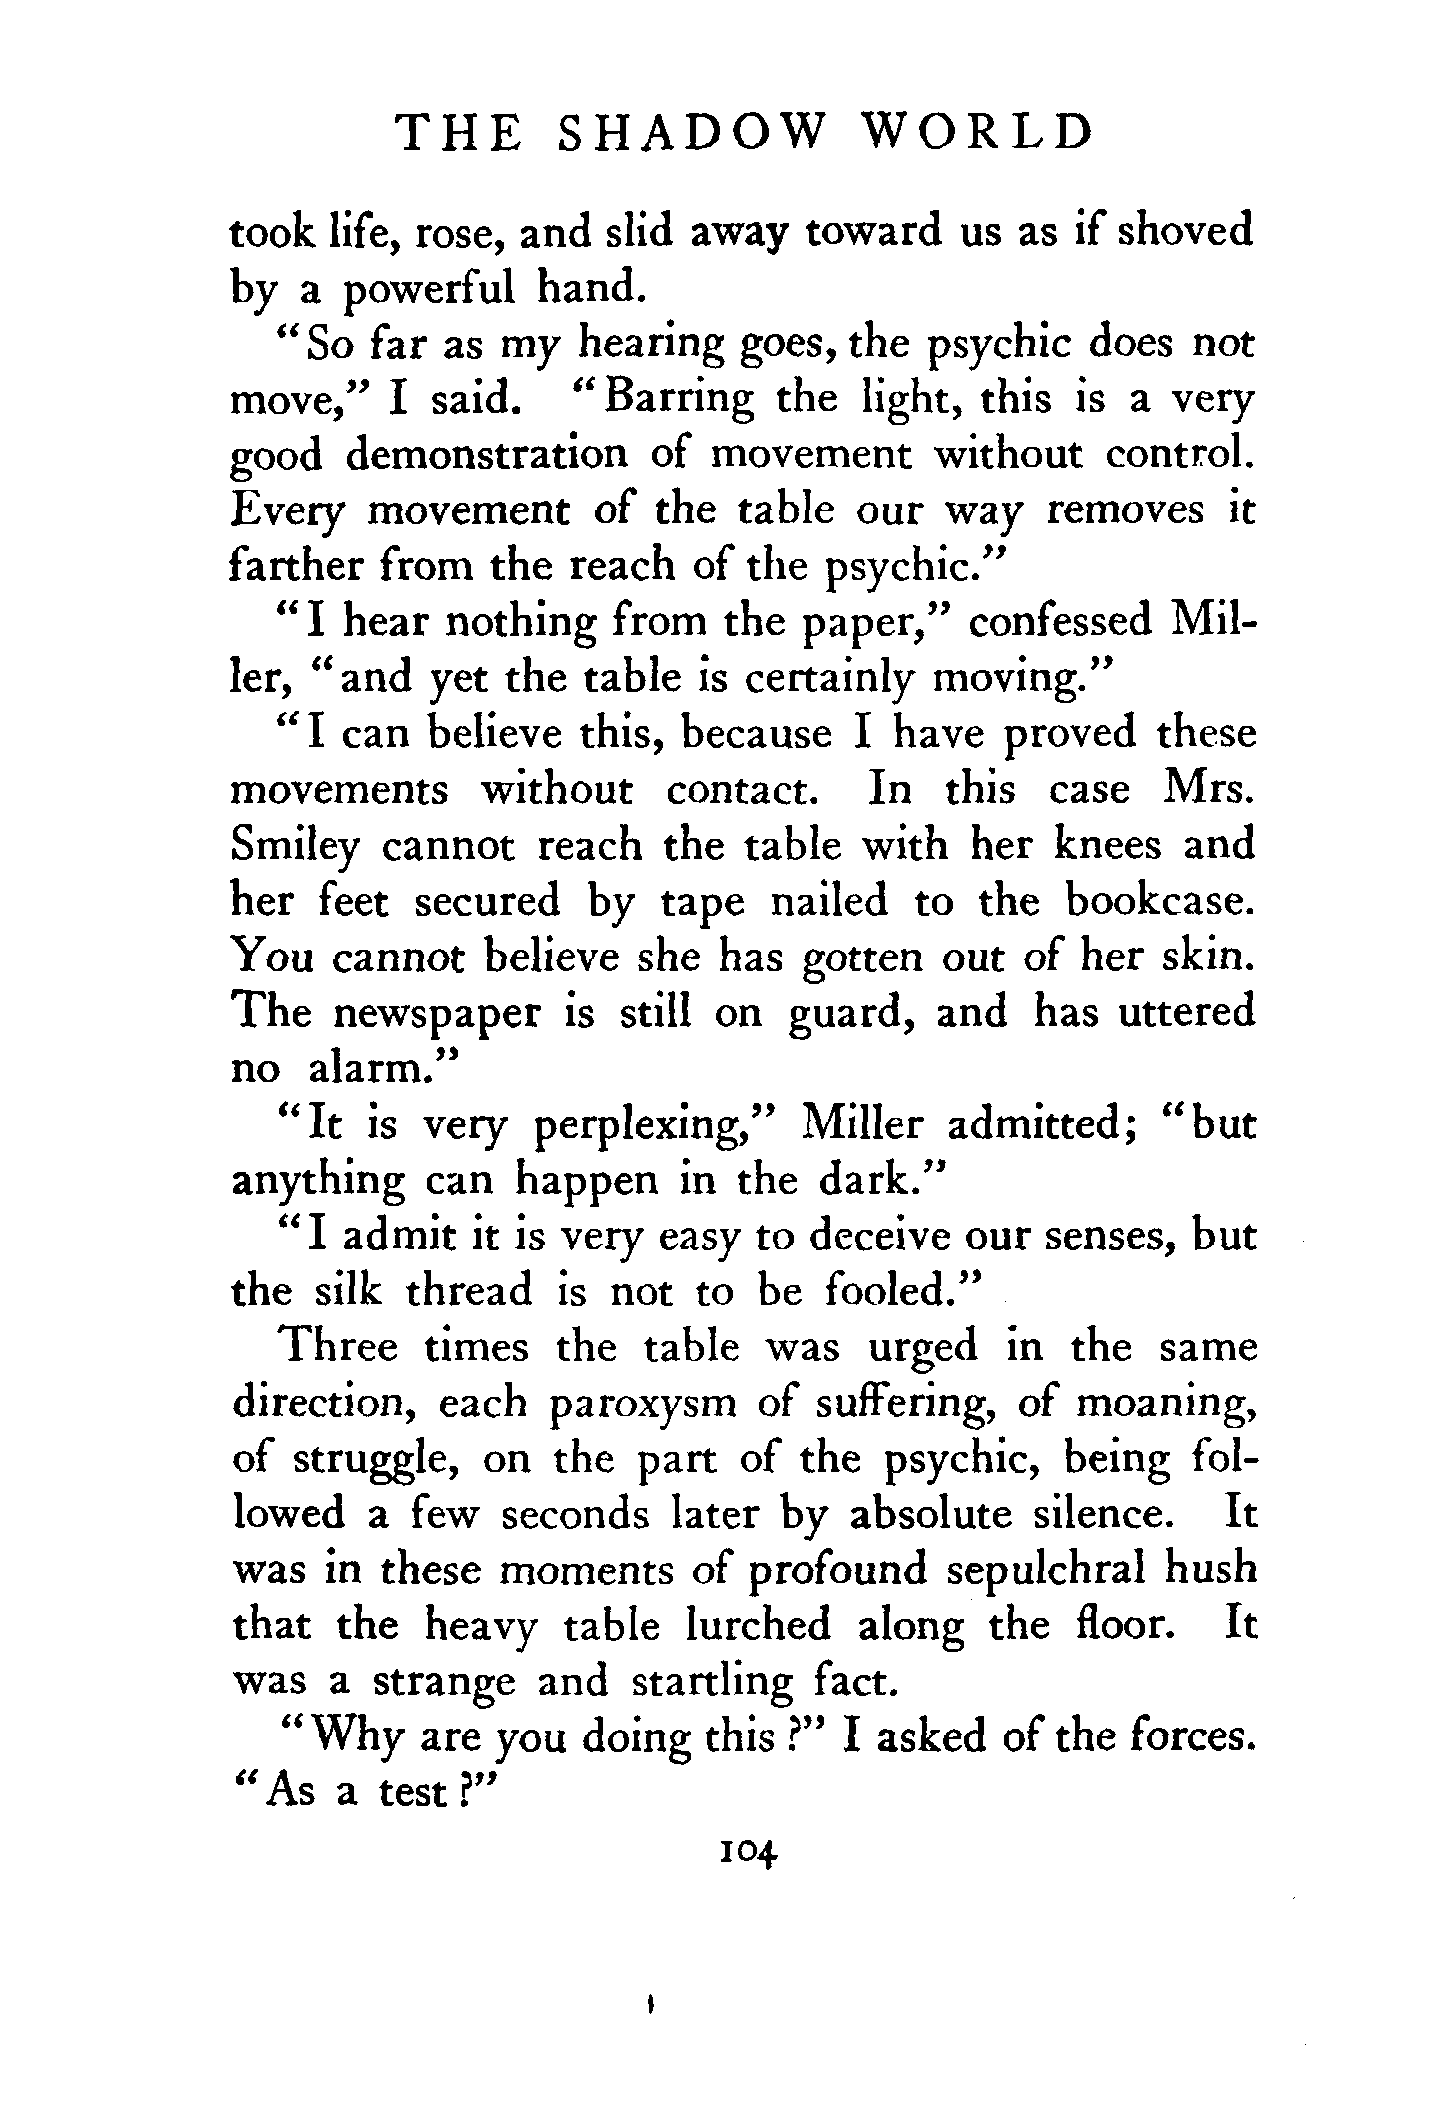 THE SHADOW WORLD
took life, rose, and slid away toward us as if shoved
by a powerful hand.
"So far as my hearing goes, the psychic does not
move," I said. "Barring the light, this is a very
good demonstration of movement without control.
Every movement of the table our way removes it
farther from the reach of the psychic."
"I hear nothing from the paper," confessed Mil-
ler, "and yet the table is certainly moving."
"I can believe this, because I have proved these
movements without contact. In this case Mrs.
Smiley cannot reach the table with her knees and
her feet secured by tape nailed to the bookcase.
You cannot believe she has gotten out of her skin.
The newspaper is still on guard, and has uttered
no alarm."
"It is very perplexing," Miller admitted; "but
anything can happen in the dark."
"I admit it is very easy to deceive our senses, but
the silk thread is not to be fooled."
Three times the table was urged in the same
direction, each paroxysm of suffering, of moaning,
of struggle, on the part of the psychic, being fol-
lowed a few seconds later by absolute silence. It
was in these moments of profound sepulchral hush
that the heavy table lurched along the floor. It
was a strange and startling fact.
"Why are you doing this?" I asked of the forces.
"As a test?"
104